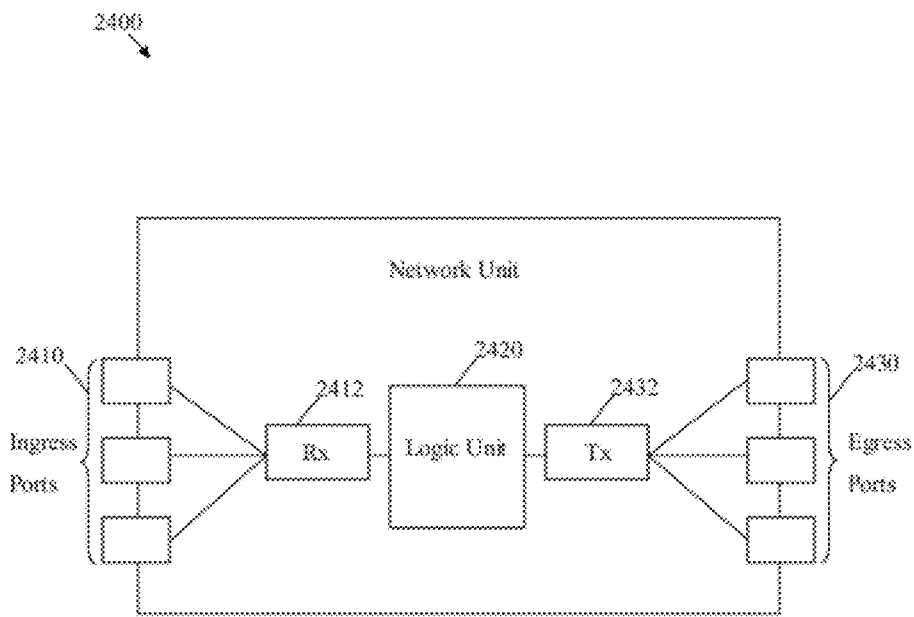 2400
Network Unit
2410
2420
2430
2412
2432
Ingress
Ports
Rx
Logic Unit
Tx
Egress
Ports